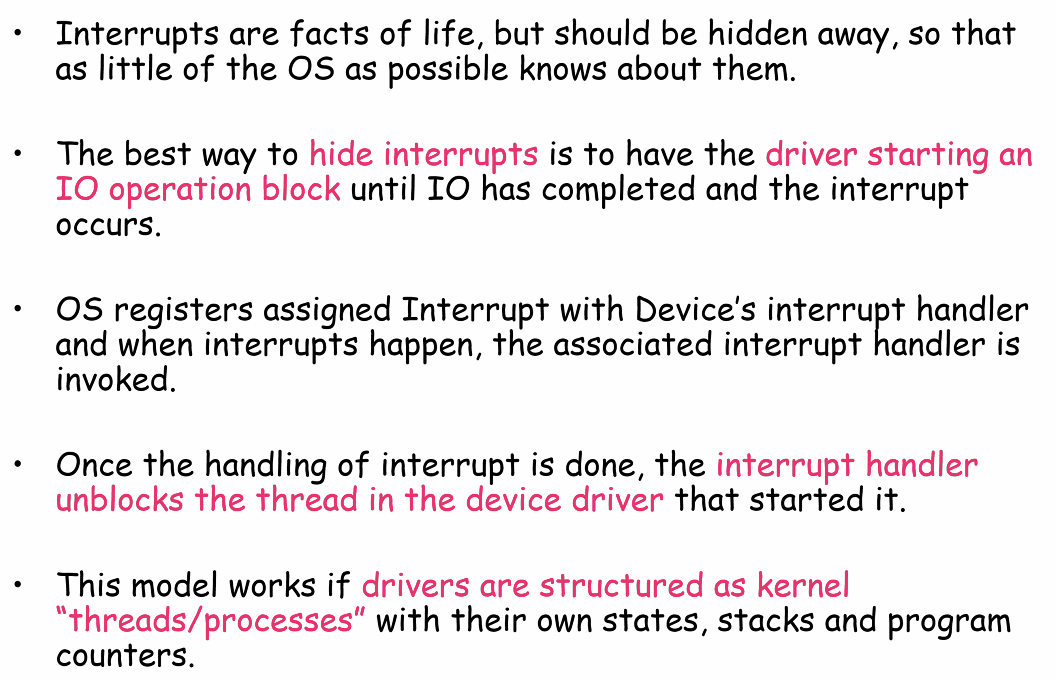 • Interrupts are facts of life, but should be hidden away, so that
as little of the OS as possible knows about them.
• The best way to hide interrupts is to have the driver starting an
IO operation block until IO has completed and the interrupt
occurs.
• OS registers assigned Interrupt with Device’s interrupt handler
and when interrupts happen, the associated interrupt handler is
invoked.
• Once the handling of interrupt is done, the interrupt handler
unblocks the thread in the device driver that started it.
• This model works if drivers are structured as kernel
“threads/processes” with their own states, stacks and program
counters.